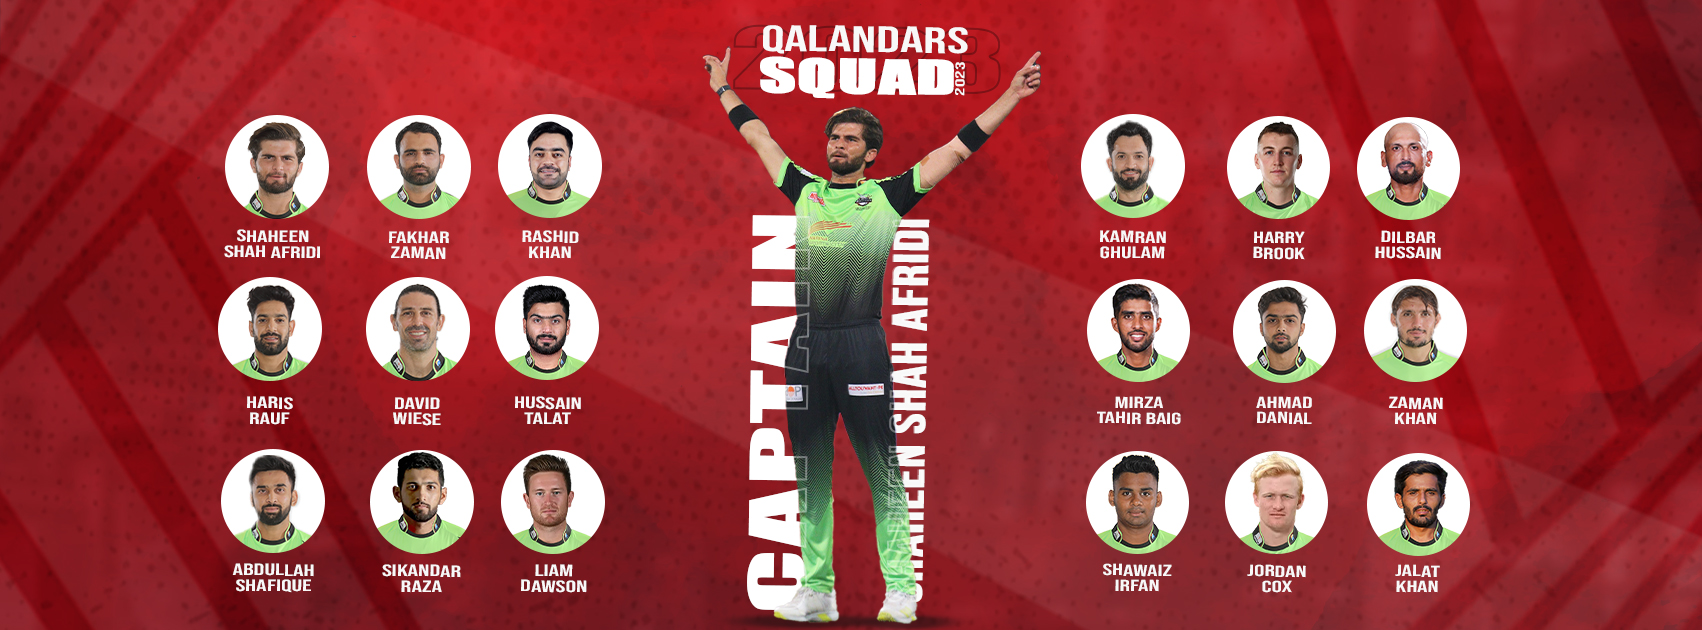 QALANDARS
SQUAD 2023
SHAHEEN
SHAH AFRIDI
FAKHAR
ZAMAN
RASHID
KHAN
HARIS
RAUF
DAVID
WIESE
HUSSAIN
TALAT
ABDULLAH
SHAFIQUE
SIKANDAR
RAZA
LIAM
DAWSON
CAPTAIN
SHAHEEN SHAH AFRIDI
KAMRAN
GHULAM
HARRY
BROOK
DILBAR
HUSSAIN
MIRZA
TAHIR BAIG
AHMAD
DANIAL
ZAMAN
KHAN
SHAWAIZ
IRFAN
JORDAN
COX
JALAT
KHAN